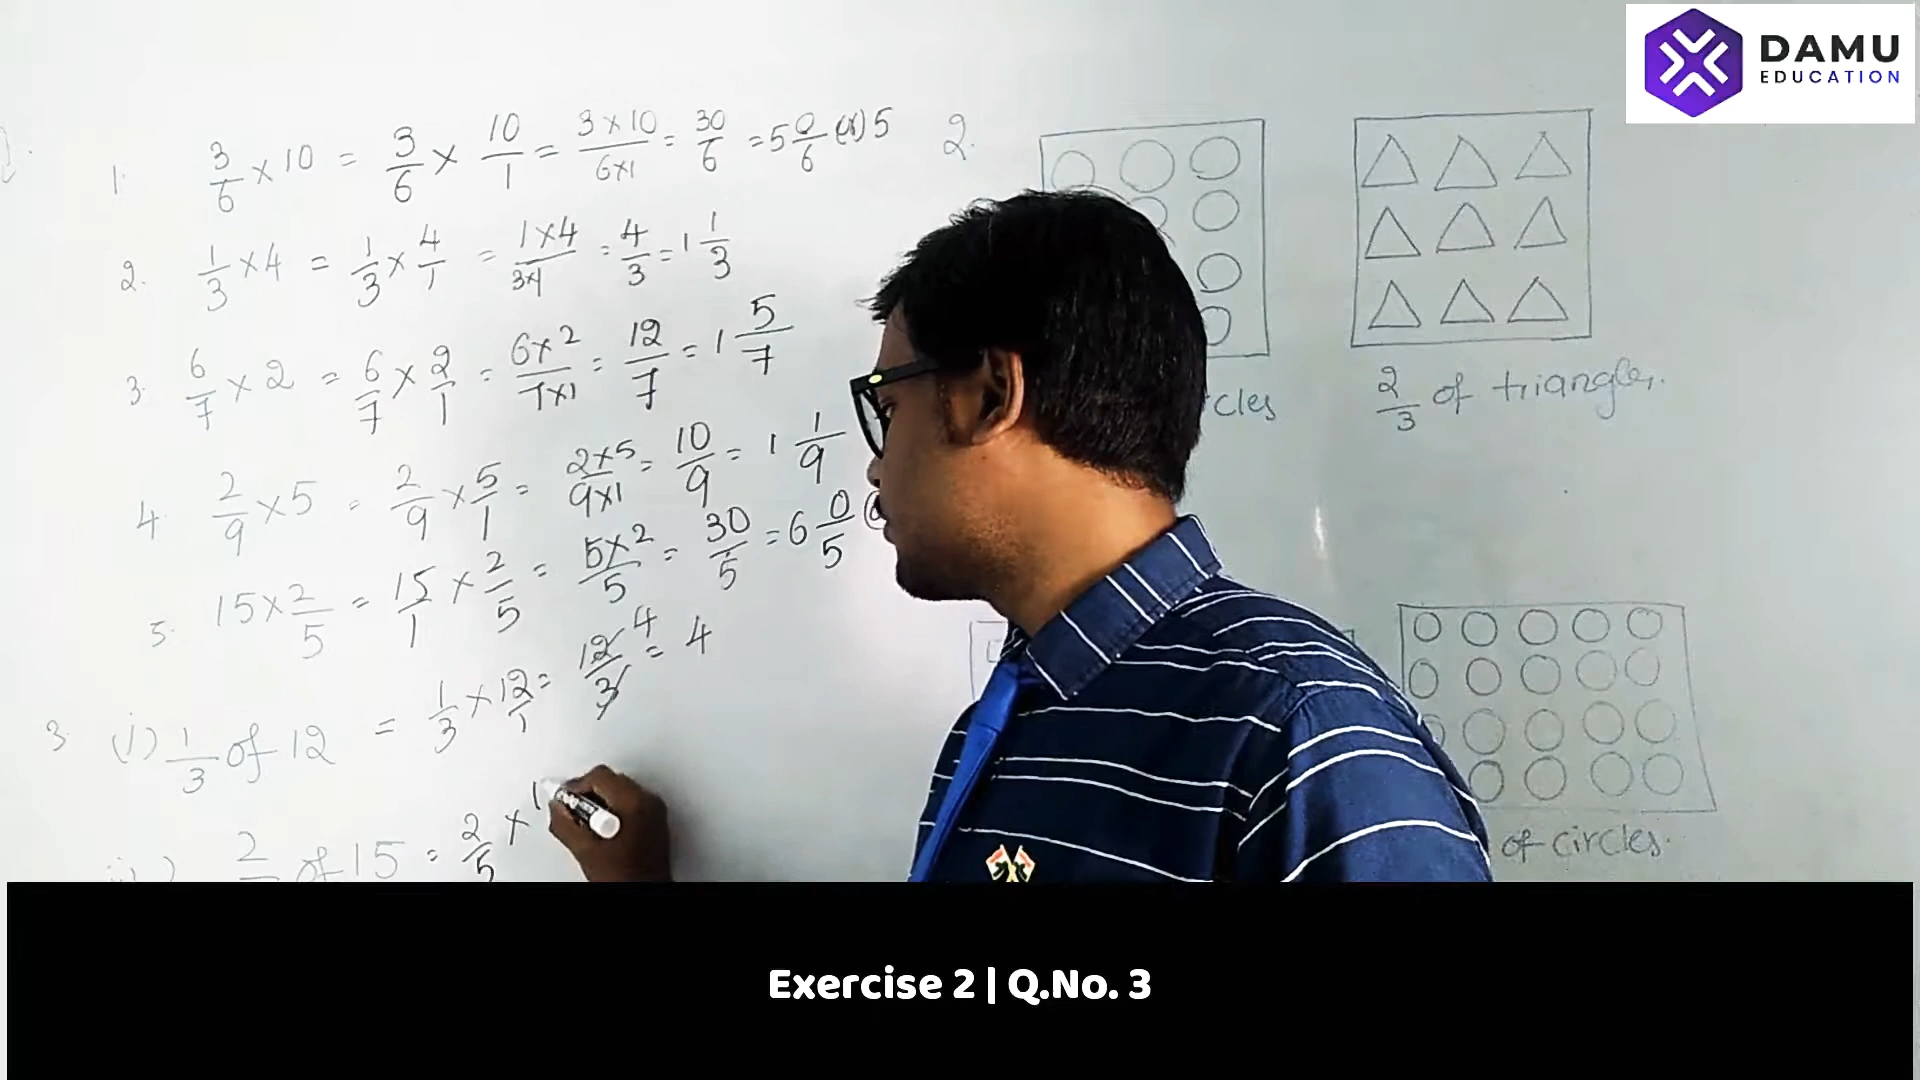 DAMU
EDUCATION
1. 3/6 × 10 = 3/6 × 10/1 = 3×10/6×1 = 30/6 = 5 0/6 (or) 5
2. 1/3 × 4 = 1/3 × 4/1 = 1×4/3×1 = 4/3 = 1 1/3
3. 6/7 × 2 = 6/7 × 2/1 = 6×2/7×1 = 12/7 = 1 5/7
4. 2/9 × 5 = 2/9 × 5/1 = 2×5/9×1 = 10/9 = 1 1/9
5. 15 × 2/5 = 15/1 × 2/5 = 5×2/5 = 30/5 = 6 0/5
3 (i) 1/3 of 12 = 1/3 × 12/1 = 12/3 4 = 4
2 of 15 = 2/5 × 1
2.
cles
2/3 of triangles.
of circles.
Exercise 2 | Q.No. 3